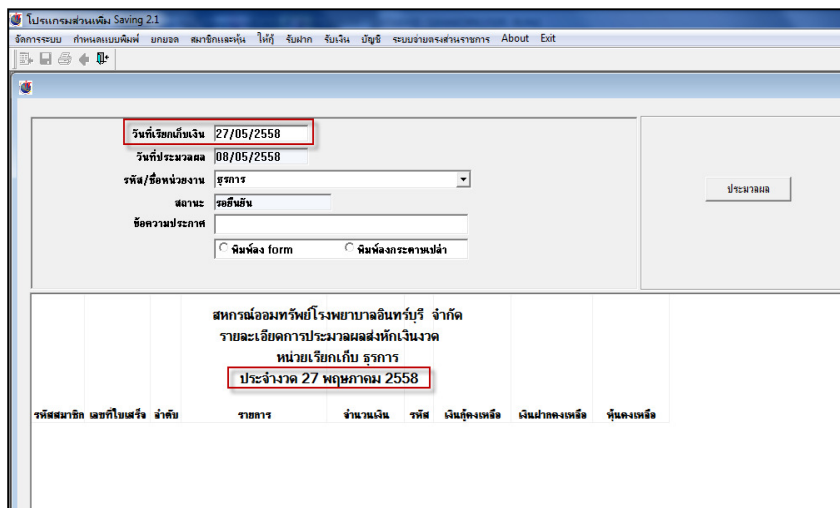 โปรแกรมส่วนเพิ่ม Saving 2.1
จัดการระบบ กำหนดแบบพิมพ์ ยกยอด สมาชิกและหุ้น ให้กู้ รับฝาก รับเงิน บัญชี ระบบจ่ายตรงส่วนราชการ About Exit
วันที่เรียกเก็บเงิน 27/05/2558
วันที่ประมวลผล 08/05/2558
รหัส/ชื่อหน่วยงาน ธุรการ
ประมวลผล
สถานะ รอยืนยัน
ข้อความประกาศ
พิมพ์ลง form พิมพ์ลงกระดาษเปล่า
สหกรณ์ออมทรัพย์โรงพยาบาลอินทร์บุรี จำกัด
รายละเอียดการประมวลผลส่งหักเงินงวด
หน่วยเรียกเก็บ ธุรการ
ประจำงวด 27 พฤษภาคม 2558
รหัสสมาชิก เลขที่ใบเสร็จ ลำดับ รายการ จำนวนเงิน รหัส เงินกู้คงเหลือ เงินฝากคงเหลือ หุ้นคงเหลือ